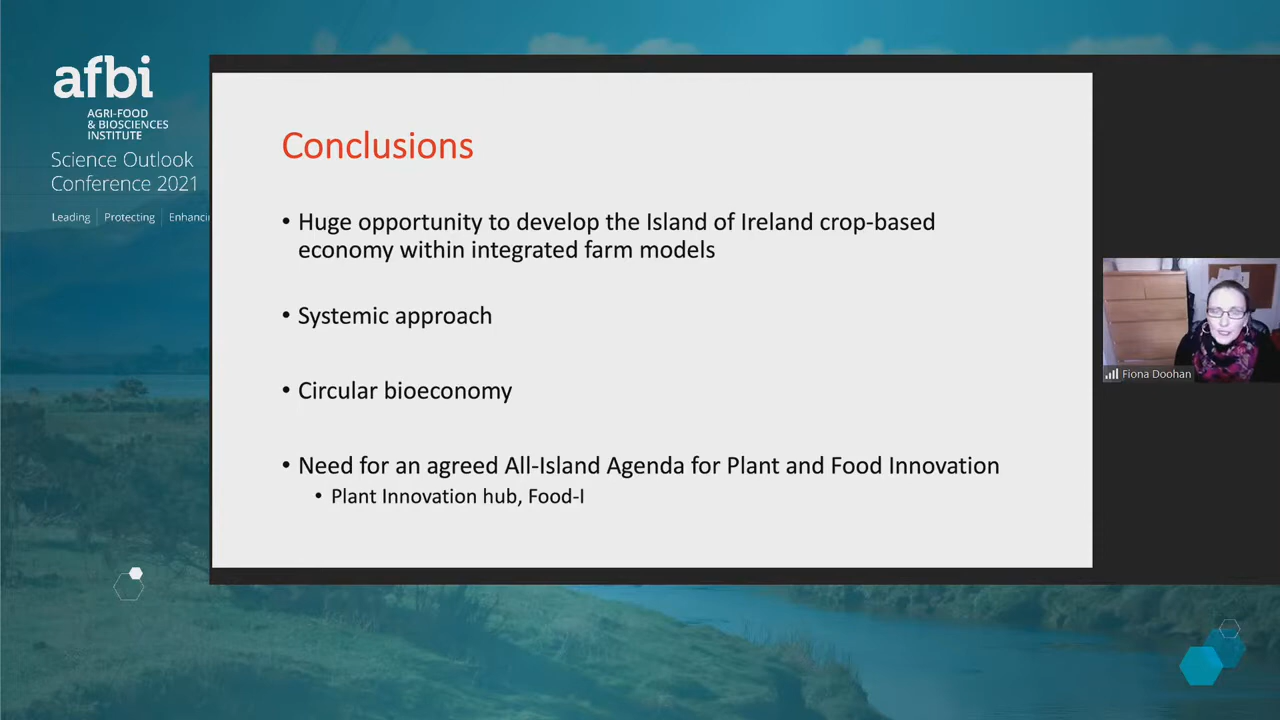 afbi
AGRI-FOOD
& BIOSCIENCES
INSTITUTE
Science Outlook
Conference 2021
Leading | Protecting | Enhancin
Conclusions
• Huge opportunity to develop the Island of Ireland crop-based
economy within integrated farm models
• Systemic approach
• Circular bioeconomy
• Need for an agreed All-Island Agenda for Plant and Food Innovation
• Plant Innovation hub, Food-I
Fiona Doohan